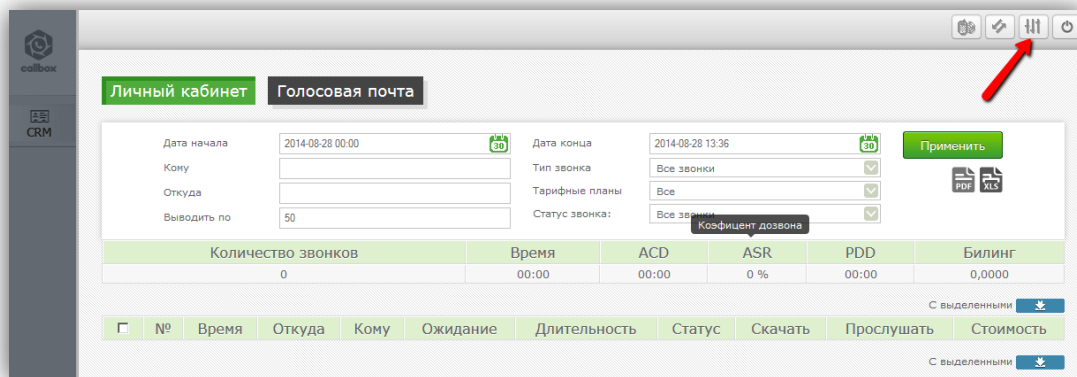 callbox
CRM
Личный кабинет Голосовая почта
Дата начала 2014-08-28 00:00 30 Дата конца 2014-08-28 13:36 30 Применить
Кому Тип звонка Все звонки
Откуда Тарифные планы Все
PDF XLS
Выводить по 50 Статус звонка: Все звонки
Коэфицент дозвона
Количество звонков Время ACD ASR PDD Билинг
0 00:00 00:00 0 % 00:00 0,0000
С выделенными
№ Время Откуда Кому Ожидание Длительность Статус Скачать Прослушать Стоимость
С выделенными